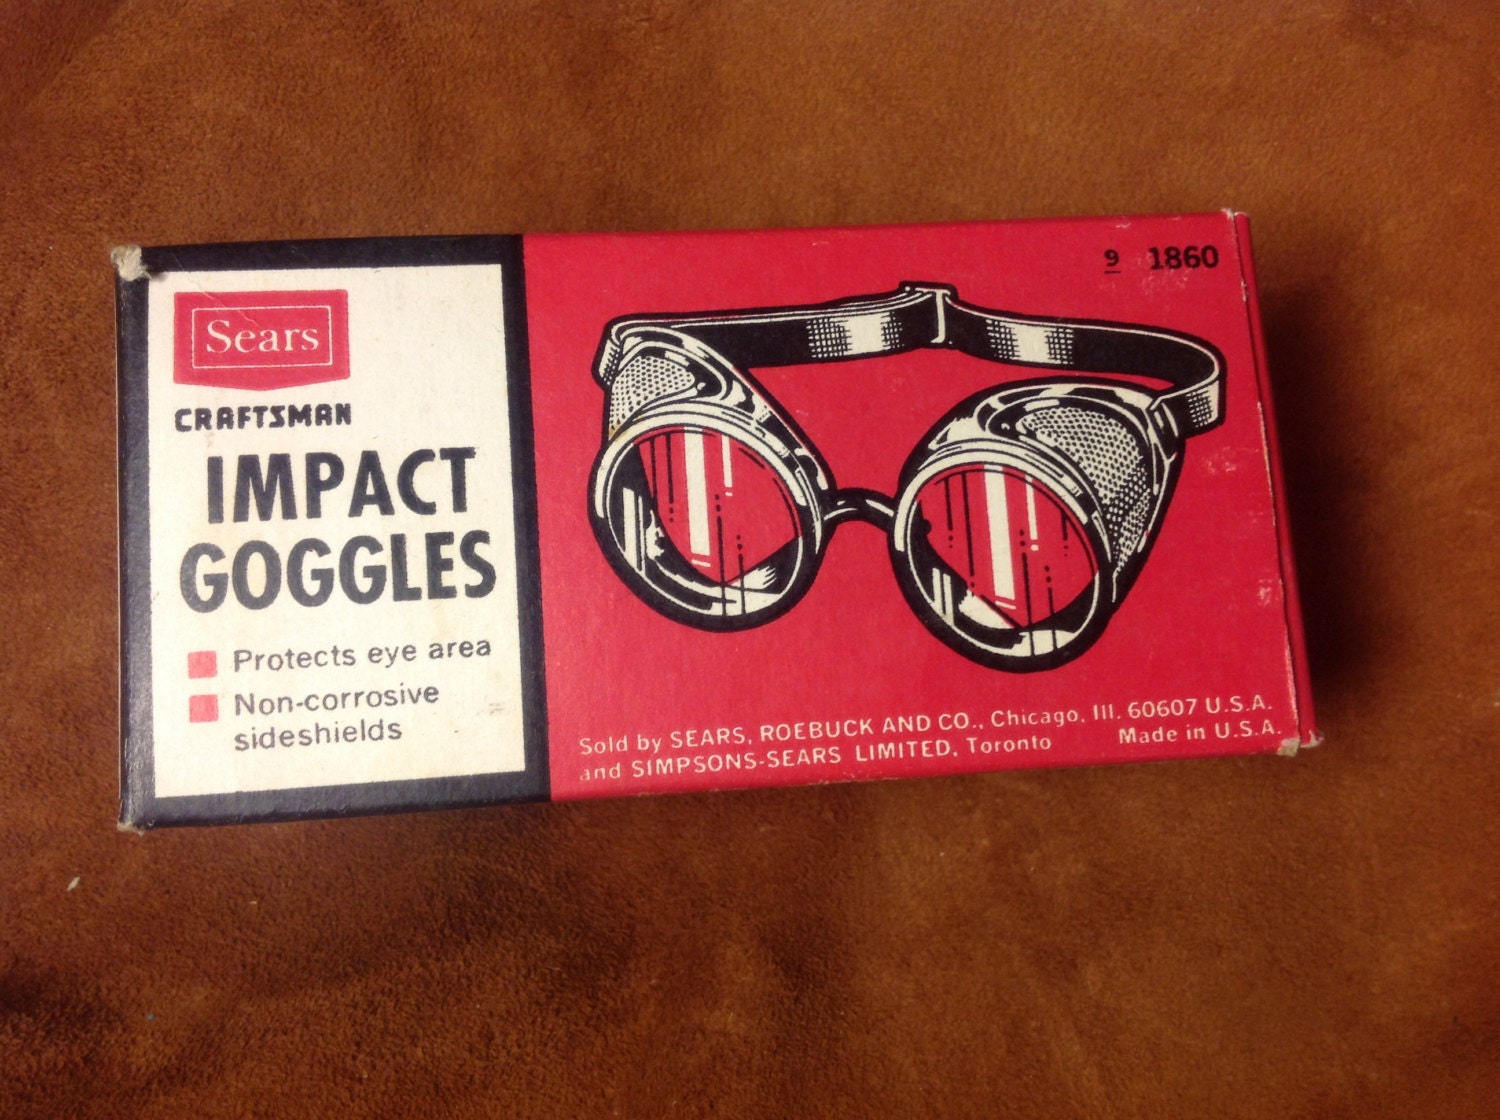 Sears
CRAFTSMAN
IMPACT
GOGGLES
Protects eye area
Non-corrosive
sideshields
9 1860
Sold by SEARS, ROEBUCK AND CO., Chicago, Ill. 60607 U.S.A.
and SIMPSONS-SEARS LIMITED, Toronto Made in U.S.A.